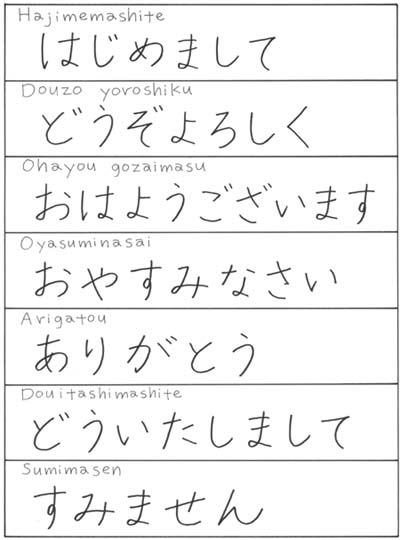 Hajimemashite
はじめまして
Douzo yoroshiku
どうぞよろしく
Ohayou gozaimasu
おはようございます
Oyasuminasai
おやすみなさい
Arigatou
ありがとう
Douitashimashite
どういたしまして
Sumimasen
すみません